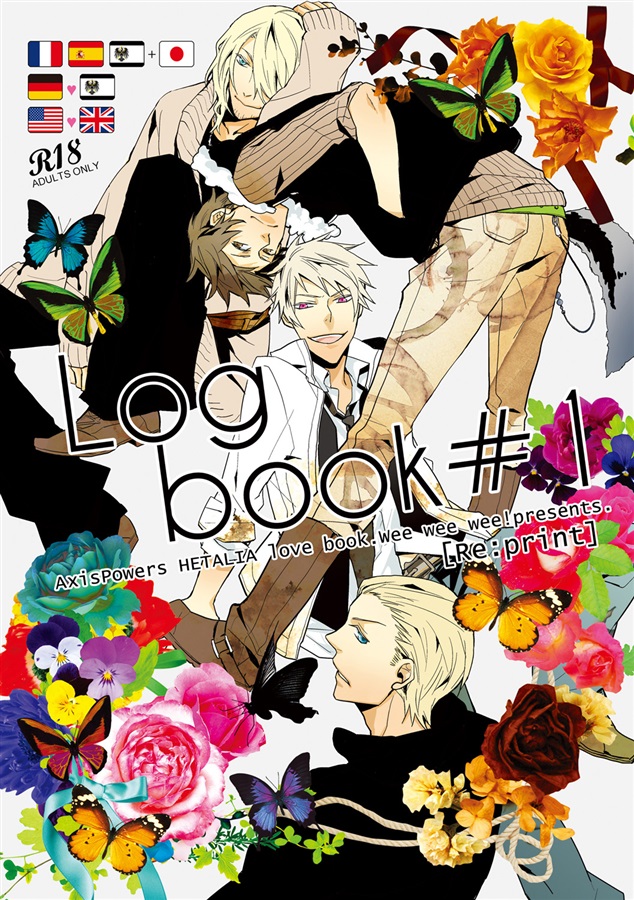 +
♥
♥
R18
ADULTS ONLY
Log
book#1
AxisPowers HETALIA love book.Wee wee wee!presents.
[Re:print]